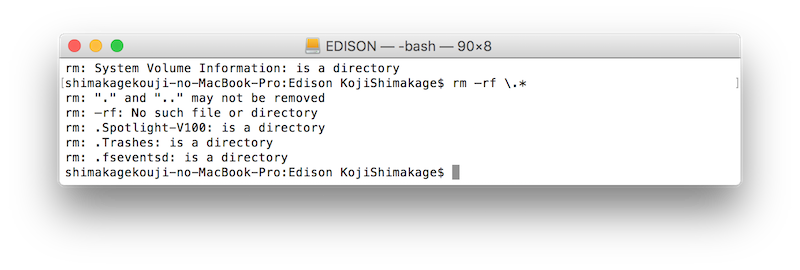 EDISON — -bash — 90×8
rm: System Volume Information: is a directory
[shimakagekouji-no-MacBook-Pro:Edison KojiShimakage$ rm —rf \.* ]
rm: "." and ".." may not be removed
rm: —rf: No such file or directory
rm: .Spotlight-V100: is a directory
rm: .Trashes: is a directory
rm: .fseventsd: is a directory
shimakagekouji-no-MacBook-Pro:Edison KojiShimakage$